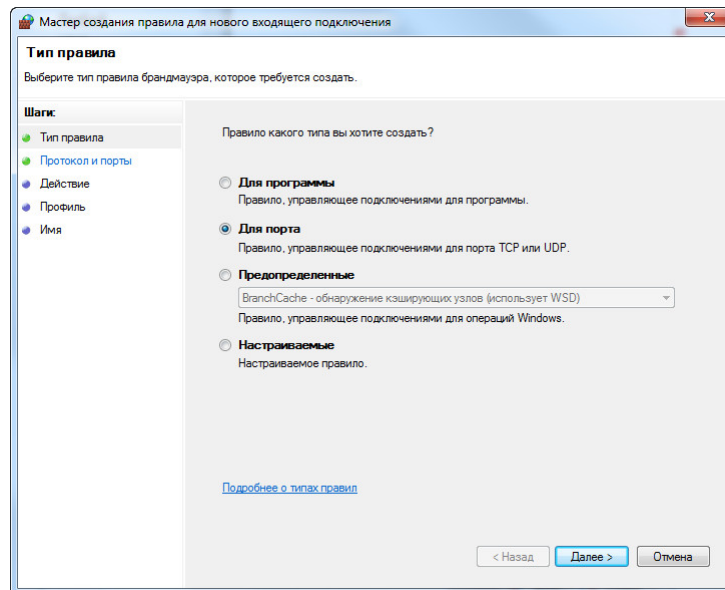 Мастер создания правила для нового входящего подключения
Тип правила
Выберите тип правила брандмауэра, которое требуется создать.
Шаги:
Тип правила
Протокол и порты
Действие
Профиль
Имя
Правило какого типа вы хотите создать?
Для программы
Правило, управляющее подключениями для программы.
Для порта
Правило, управляющее подключениями для порта TCP или UDP.
Предопределенные
BranchCache - обнаружение кэширующих узлов (использует WSD)
Правило, управляющее подключениями для операций Windows.
Настраиваемые
Настраиваемое правило.
Подробнее о типах правил
< Назад Далее > Отмена